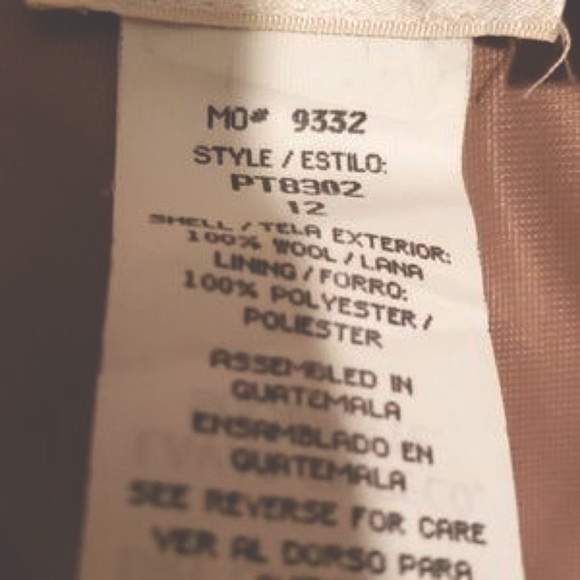 MO# 9332
STYLE / ESTILO:
PT8302
12
SHELL / TELA EXTERIOR:
100% WOOL / LANA
LINING / FORRO:
100% POLYESTER /
POLIESTER
ASSEMBLED IN
GUATEMALA
ENSAMBLADO EN
GUATEMALA
SEE REVERSE FOR CARE
VER AL DORSO PARA